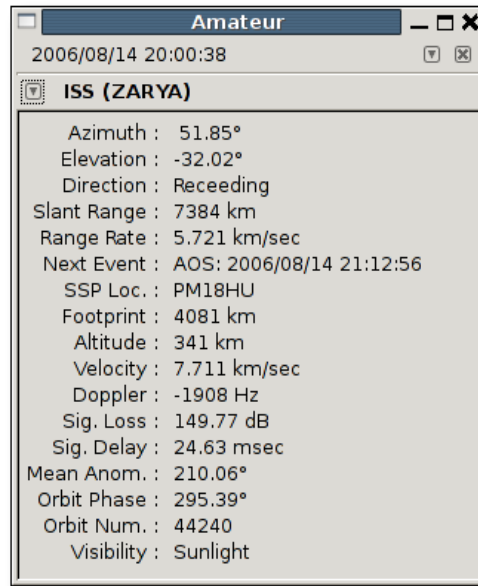 Amateur
2006/08/14 20:00:38
ISS (ZARYA)
Azimuth : 51.85°
Elevation : -32.02°
Direction : Receeding
Slant Range : 7384 km
Range Rate : 5.721 km/sec
Next Event : AOS: 2006/08/14 21:12:56
SSP Loc. : PM18HU
Footprint : 4081 km
Altitude : 341 km
Velocity : 7.711 km/sec
Doppler : -1908 Hz
Sig. Loss : 149.77 dB
Sig. Delay : 24.63 msec
Mean Anom. : 210.06°
Orbit Phase : 295.39°
Orbit Num. : 44240
Visibility : Sunlight